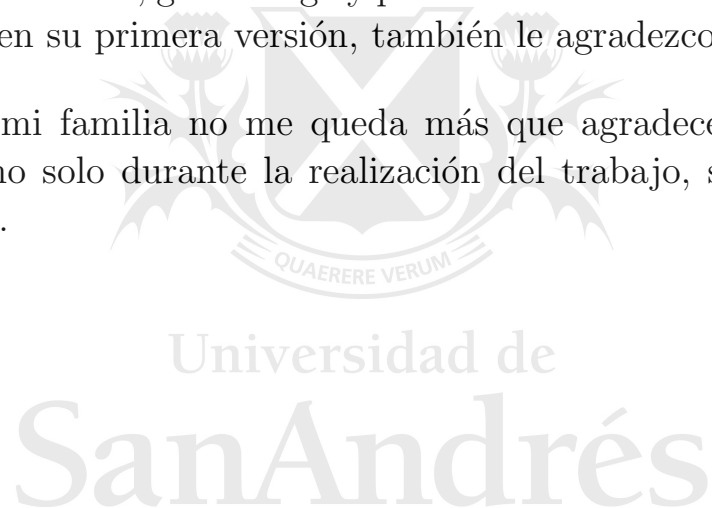 en su primera versión, también le agradezco
mi familia no me queda más que agradece
no solo durante la realización del trabajo, s
.
QUAERERE VERUM
Universidad de
SanAndrés